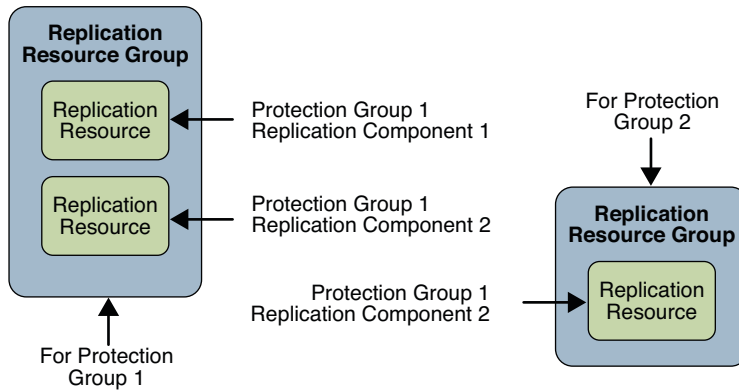 Replication
Resource Group
Replication
Resource
Protection Group 1
Replication Component 1
Replication
Resource
Protection Group 1
Replication Component 2
For Protection
Group 1
For Protection
Group 2
Replication
Resource Group
Protection Group 1
Replication Component 2
Replication
Resource